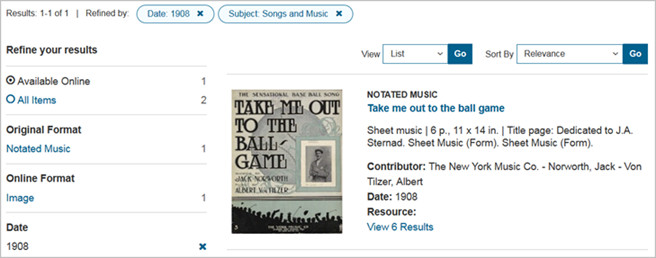 Results: 1-1 of 1 | Refined by: Date: 1908 ✖ Subject: Songs and Music ✖
Refine your results
Available Online 1
All Items 2
Original Format
Notated Music 1
Online Format
Image 1
Date
1908 ✖
View List Go Sort By Relevance Go
THE SENSATIONAL BASE BALL SONG
TAKE ME OUT
TO THE
BALL-
GAME
JACK NORWORTH
ALBERT VON TILZER
NOTATED MUSIC
Take me out to the ball game
Sheet music | 6 p., 11 x 14 in. | Title page: Dedicated to J.A.
Sternad. Sheet Music (Form). Sheet Music (Form).
Contributor: The New York Music Co. - Norworth, Jack - Von
Tilzer, Albert
Date: 1908
Resource:
View 6 Results